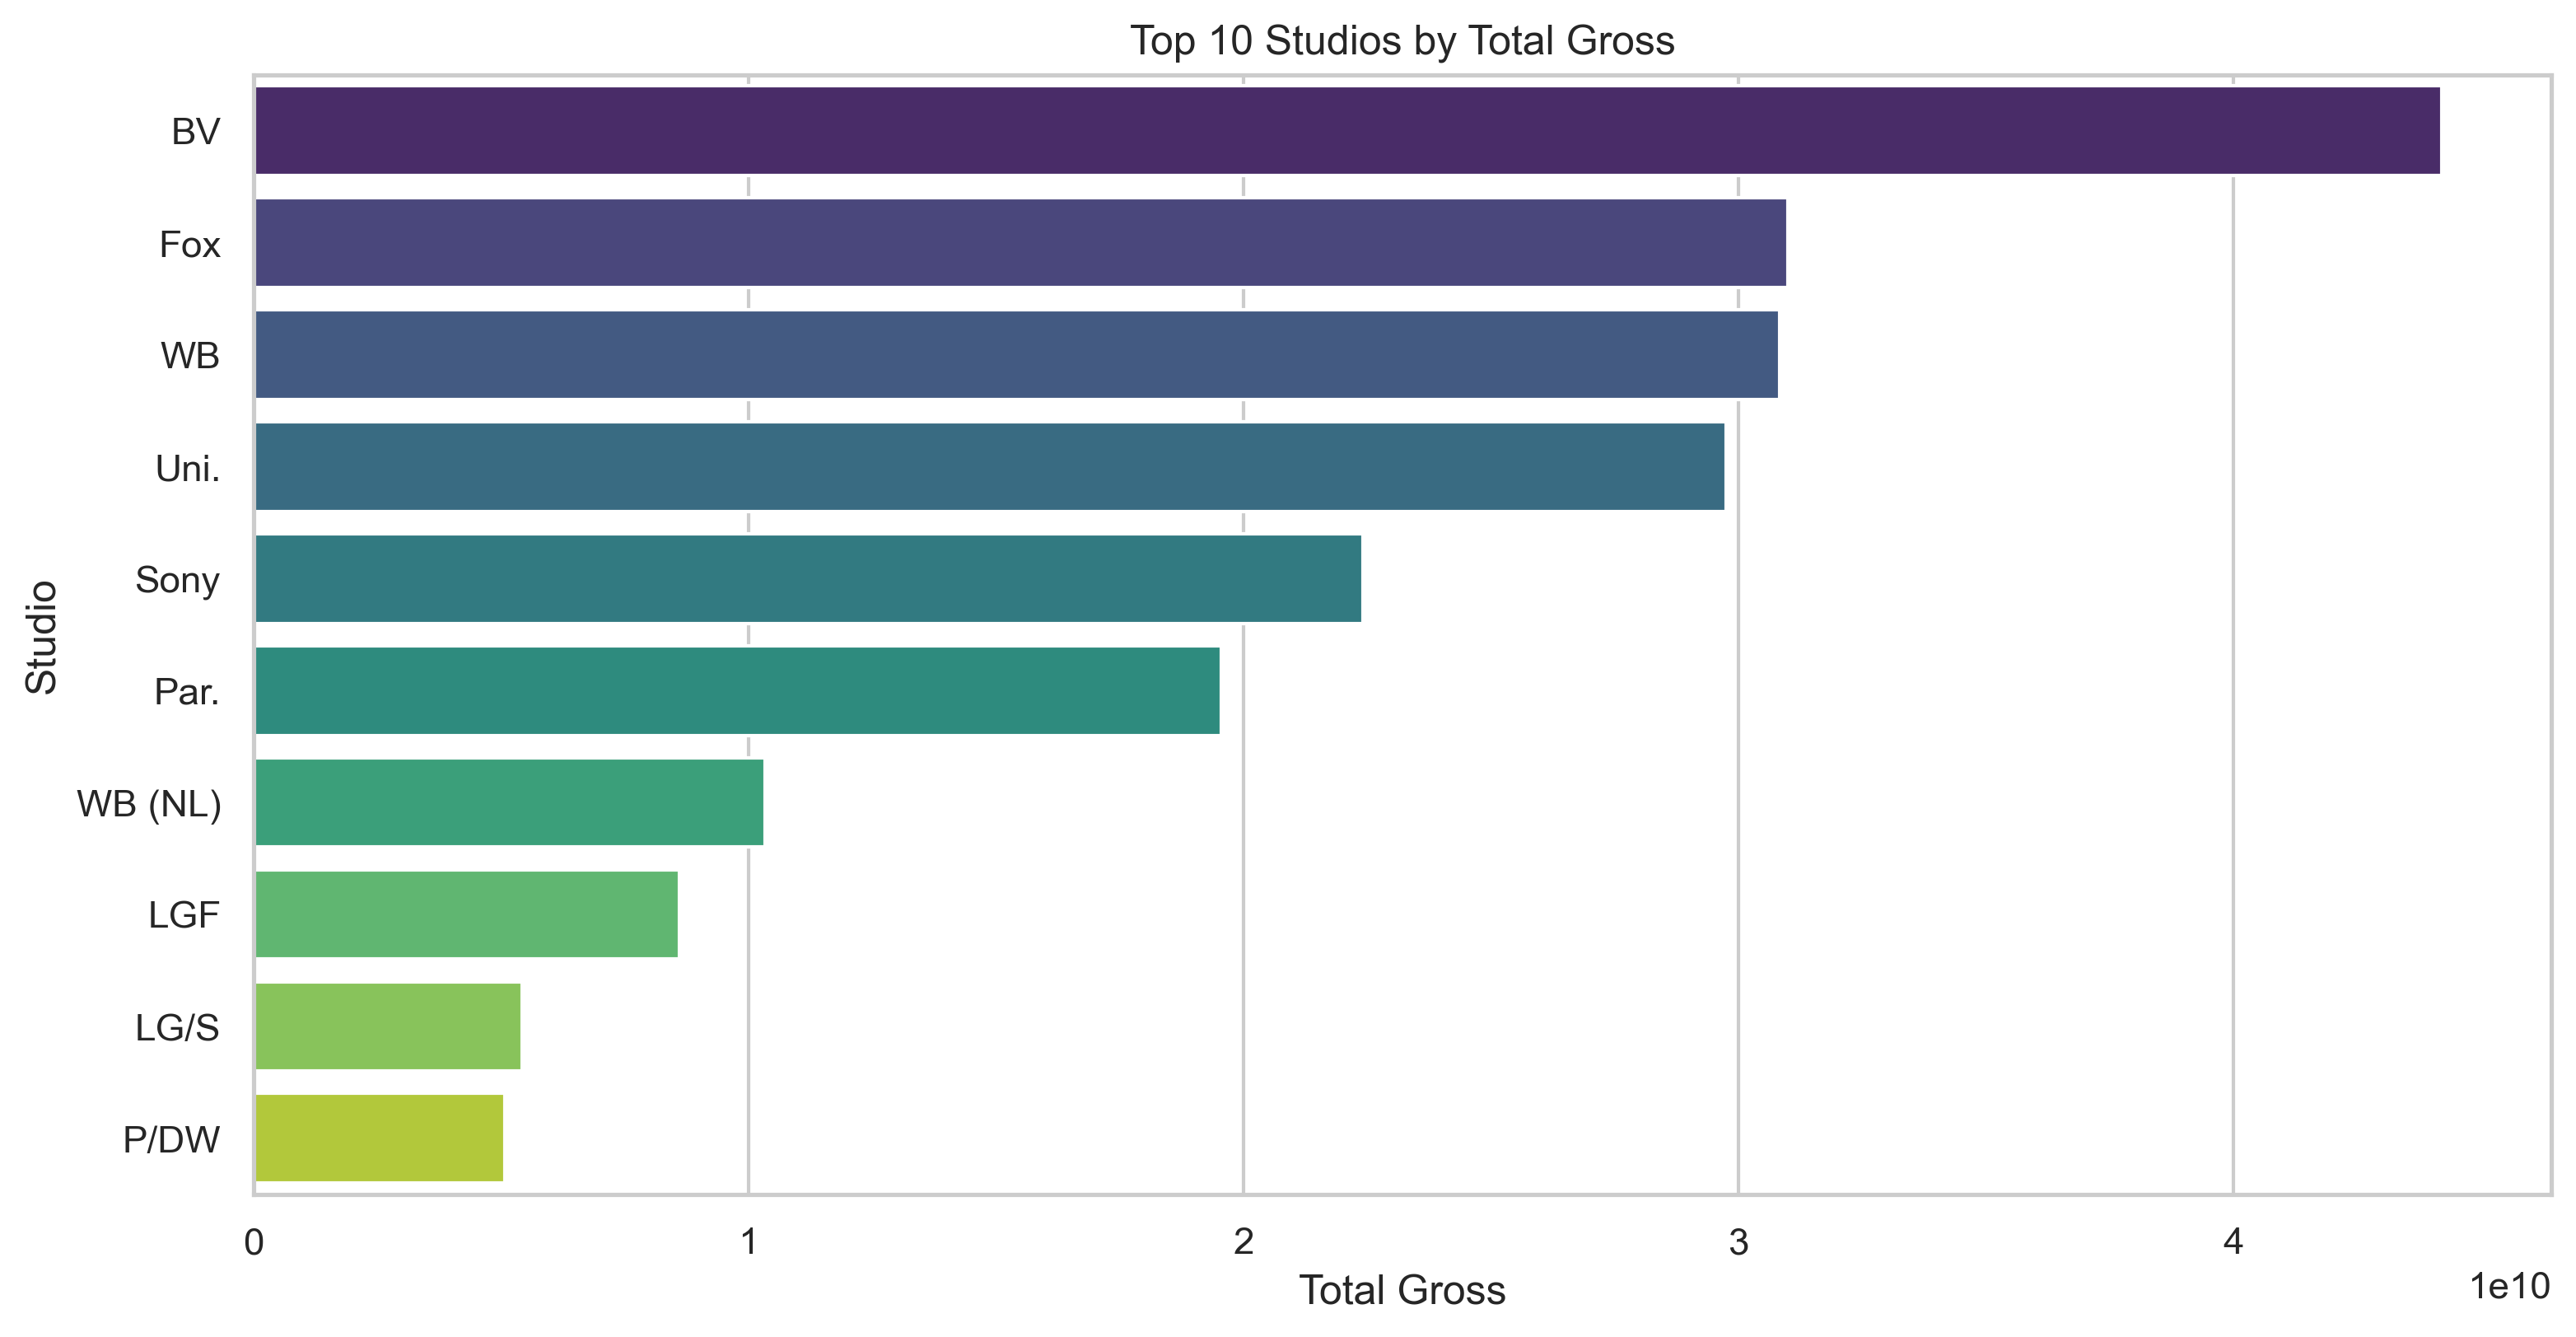 Top 10 Studios by Total Gross
BV
Fox
WB
Uni.
Sony
Par.
WB (NL)
LGF
LG/S
P/DW
Studio
0 1 2 3 4
1e10
Total Gross